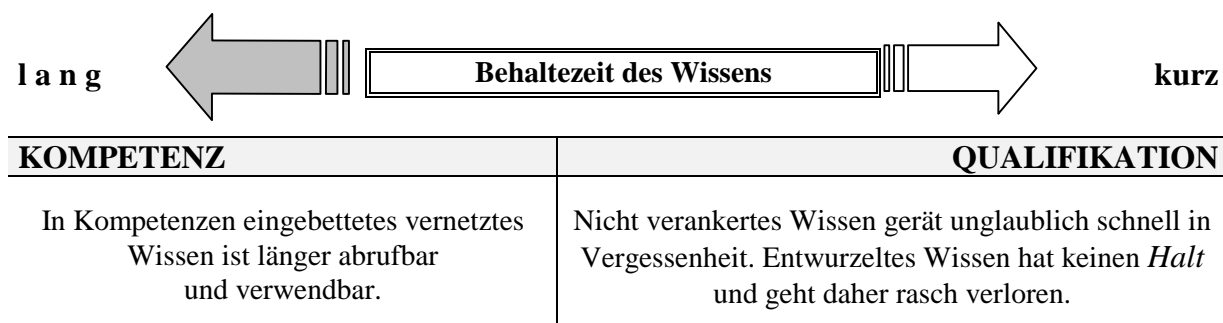 l a n g
Behaltezeit des Wissens
kurz
KOMPETENZ
QUALIFIKATION
In Kompetenzen eingebettetes vernetztes
Wissen ist länger abrufbar
und verwendbar.
Nicht verankertes Wissen gerät unglaublich schnell in
Vergessenheit. Entwurzeltes Wissen hat keinen Halt
und geht daher rasch verloren.